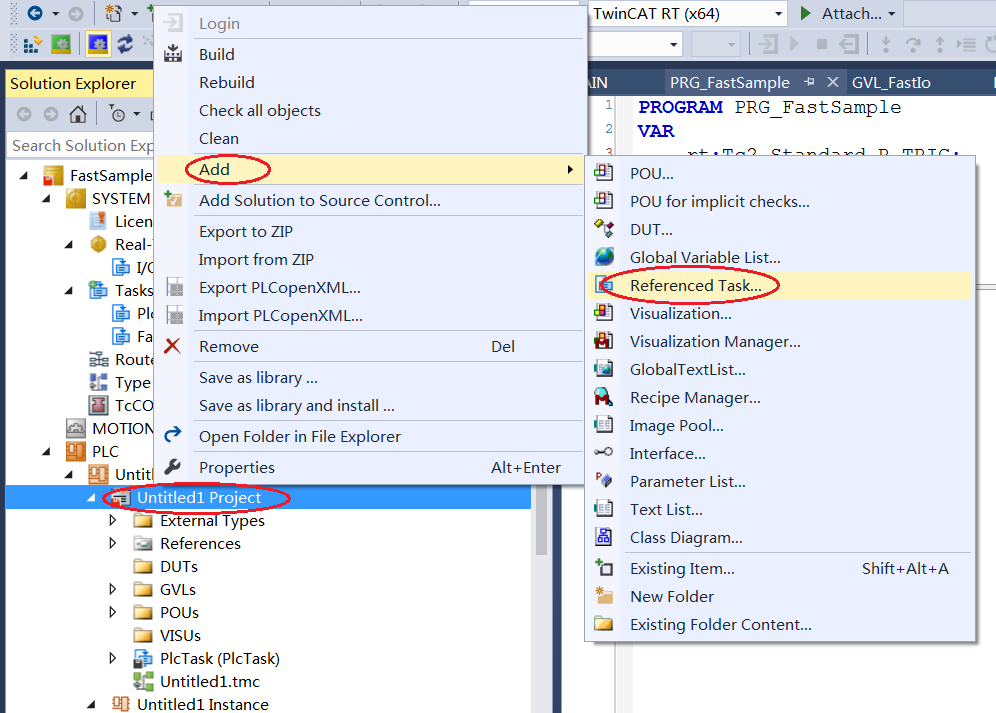 TwinCAT RT (x64)
Attach...
Solution Explorer
Search Solution Exp
FastSample
SYSTEM
Licen
Real-
I/O
Tasks
Plc
Fa
Route
Type
TcCO
MOTION
PLC
Untitl
Untitled1 Project
External Types
References
DUTs
GVLs
POUs
VISUs
PlcTask (PlcTask)
Untitled1.tmc
Untitled1 Instance
Login
Build
Rebuild
Check all objects
Clean
Add
Add Solution to Source Control...
Export to ZIP
Import from ZIP
Export PLCopenXML...
Import PLCopenXML...
Remove Del
Save as library ...
Save as library and install ...
Open Folder in File Explorer
Properties Alt+Enter
AIN
PRG_FastSample
GVL_FastIo
1 PROGRAM PRG_FastSample
2 VAR
3 rt:Tc2_Standard.R_TRIG;
POU...
POU for implicit checks...
DUT...
Global Variable List...
Referenced Task...
Visualization...
Visualization Manager...
GlobalTextList...
Recipe Manager...
Image Pool...
Interface...
Parameter List...
Text List...
Class Diagram...
Existing Item... Shift+Alt+A
New Folder
Existing Folder Content...